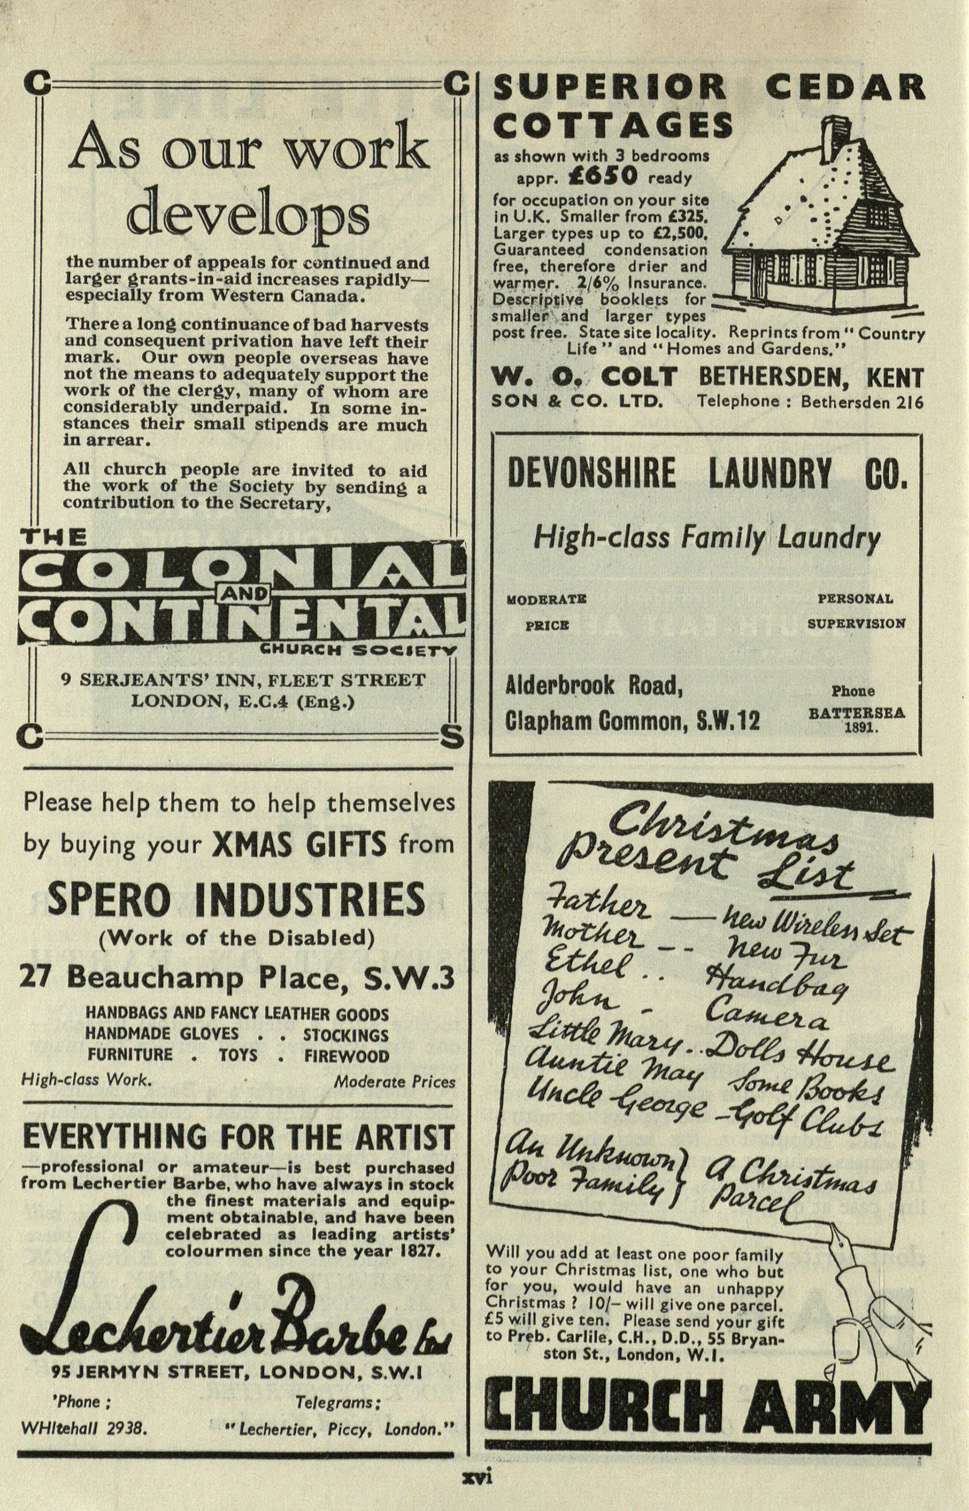 C C
As our work
develops
the number of appeals for continued and
larger grants-in-aid increases rapidly—
especially from Western Canada.
There a long continuance of bad harvests
and consequent privation have left their
mark. Our own people overseas have
not the means to adequately support the
work of the clergy, many of whom are
considerably underpaid. In some in-
stances their small stipends are much
in arrear.
All church people are invited to aid
the work of the Society by sending a
contribution to the Secretary,
THE
COLONIAL
AND
CONTINENTAL
CHURCH SOCIETY
9 SERJEANTS' INN, FLEET STREET
LONDON, E.C.4 (Eng.)
C S
Please help them to help themselves
by buying your XMAS GIFTS from
SPERO INDUSTRIES
(Work of the Disabled)
27 Beauchamp Place, S.W.3
HANDBAGS AND FANCY LEATHER GOODS
HANDMADE GLOVES . . STOCKINGS
FURNITURE . TOYS . FIREWOOD
High-class Work. Moderate Prices
EVERYTHING FOR THE ARTIST
—professional or amateur—is best purchased
from Lechertier Barbe, who have always in stock
the finest materials and equip-
ment obtainable, and have been
celebrated as leading artists'
colourmen since the year 1827.
Lechertier Barbe Ltd
95 JERMYN STREET, LONDON, S.W.1
'Phone ; Telegrams ;
WHItehall 2938. "Lechertier, Piccy, London."
SUPERIOR CEDAR
COTTAGES
as shown with 3 bedrooms
appr. £650 ready
for occupation on your site
in U.K. Smaller from £325.
Larger types up to £2,500.
Guaranteed condensation
free, therefore drier and
warmer. 2/6% Insurance.
Descriptive booklets for
smaller and larger types
post free. State site locality. Reprints from "Country
Life" and "Homes and Gardens."
W. O. COLT BETHERSDEN, KENT
SON & CO. LTD. Telephone : Bethersden 216
DEVONSHIRE LAUNDRY CO.
High-class Family Laundry
MODERATE PERSONAL
PRICE SUPERVISION
Alderbrook Road, Phone
Clapham Common, S.W.12 BATTERSEA
1891.
Christmas
Present List
Father — New Wireless Set
Mother -- New Fur
Ethel .. Handbag
John - Camera
Little Mary .. Dolls House
Auntie May Some Books
Uncle George - Golf Clubs
An Unknown } A Christmas
Poor Family } Parcel
Will you add at least one poor family
to your Christmas list, one who but
for you, would have an unhappy
Christmas ? 10/- will give one parcel.
£5 will give ten. Please send your gift
to Preb. Carlile, C.H., D.D., 55 Bryan-
ston St., London, W.1.
CHURCH ARMY
xvi